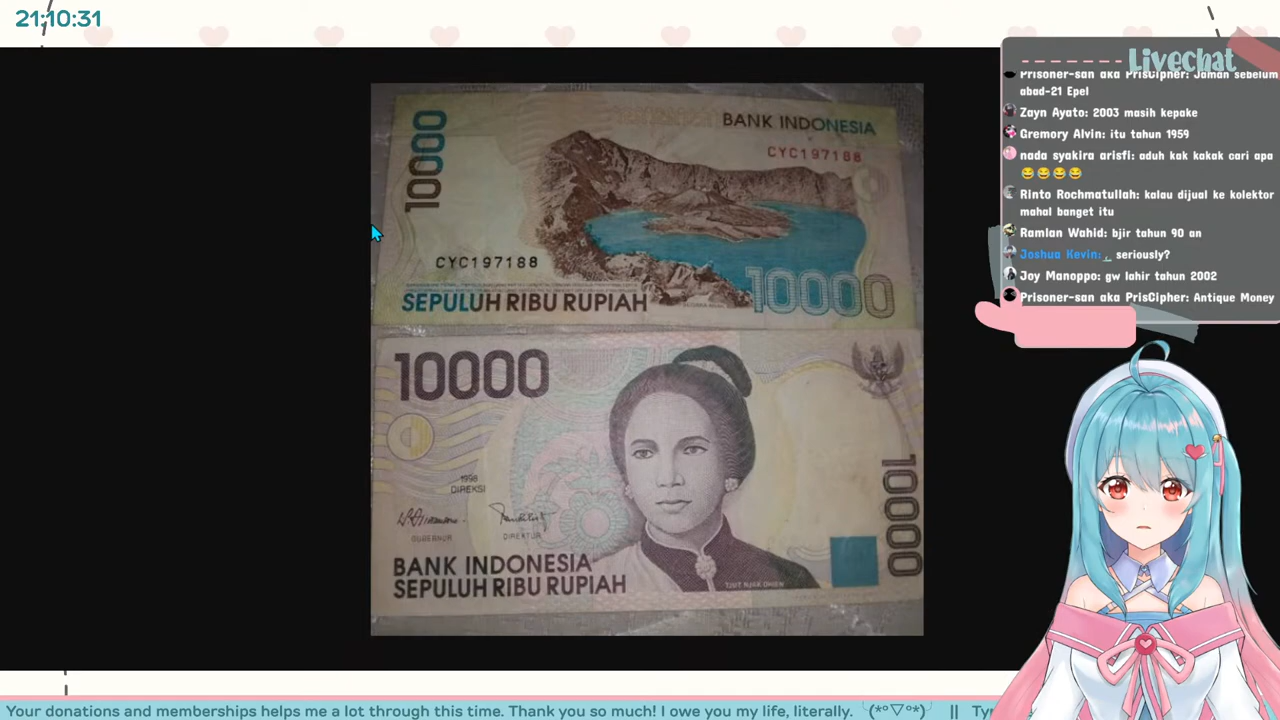 21:10:31
Livechat
Prisoner-san aka PrisCipher: Jaman sebelum
abad-21 Epel
Zayn Ayato: 2003 masih kepake
Gremory Alvin: itu tahun 1959
nada syakira arisfi: aduh kak kakak cari apa
😂😂😂😂
Rinto Rochmatullah: kalau dijual ke kolektor
mahal banget itu
Ramlan Wahid: bjir tahun 90 an
Joshua Kevin: seriously?
Joy Manoppo: gw lahir tahun 2002
Prisoner-san aka PrisCipher: Antique Money
10000
BANK INDONESIA
CYC197188
CYC197188
SEPULUH RIBU RUPIAH
10000
10000
1998
DIREKSI
GUBERNUR
DIREKTUR
BANK INDONESIA
SEPULUH RIBU RUPIAH
TJUT NJAK DHIEN
10000
Your donations and memberships helps me a lot through this time. Thank you so much! I owe you my life, literally. (*°▽°*) || Tyn